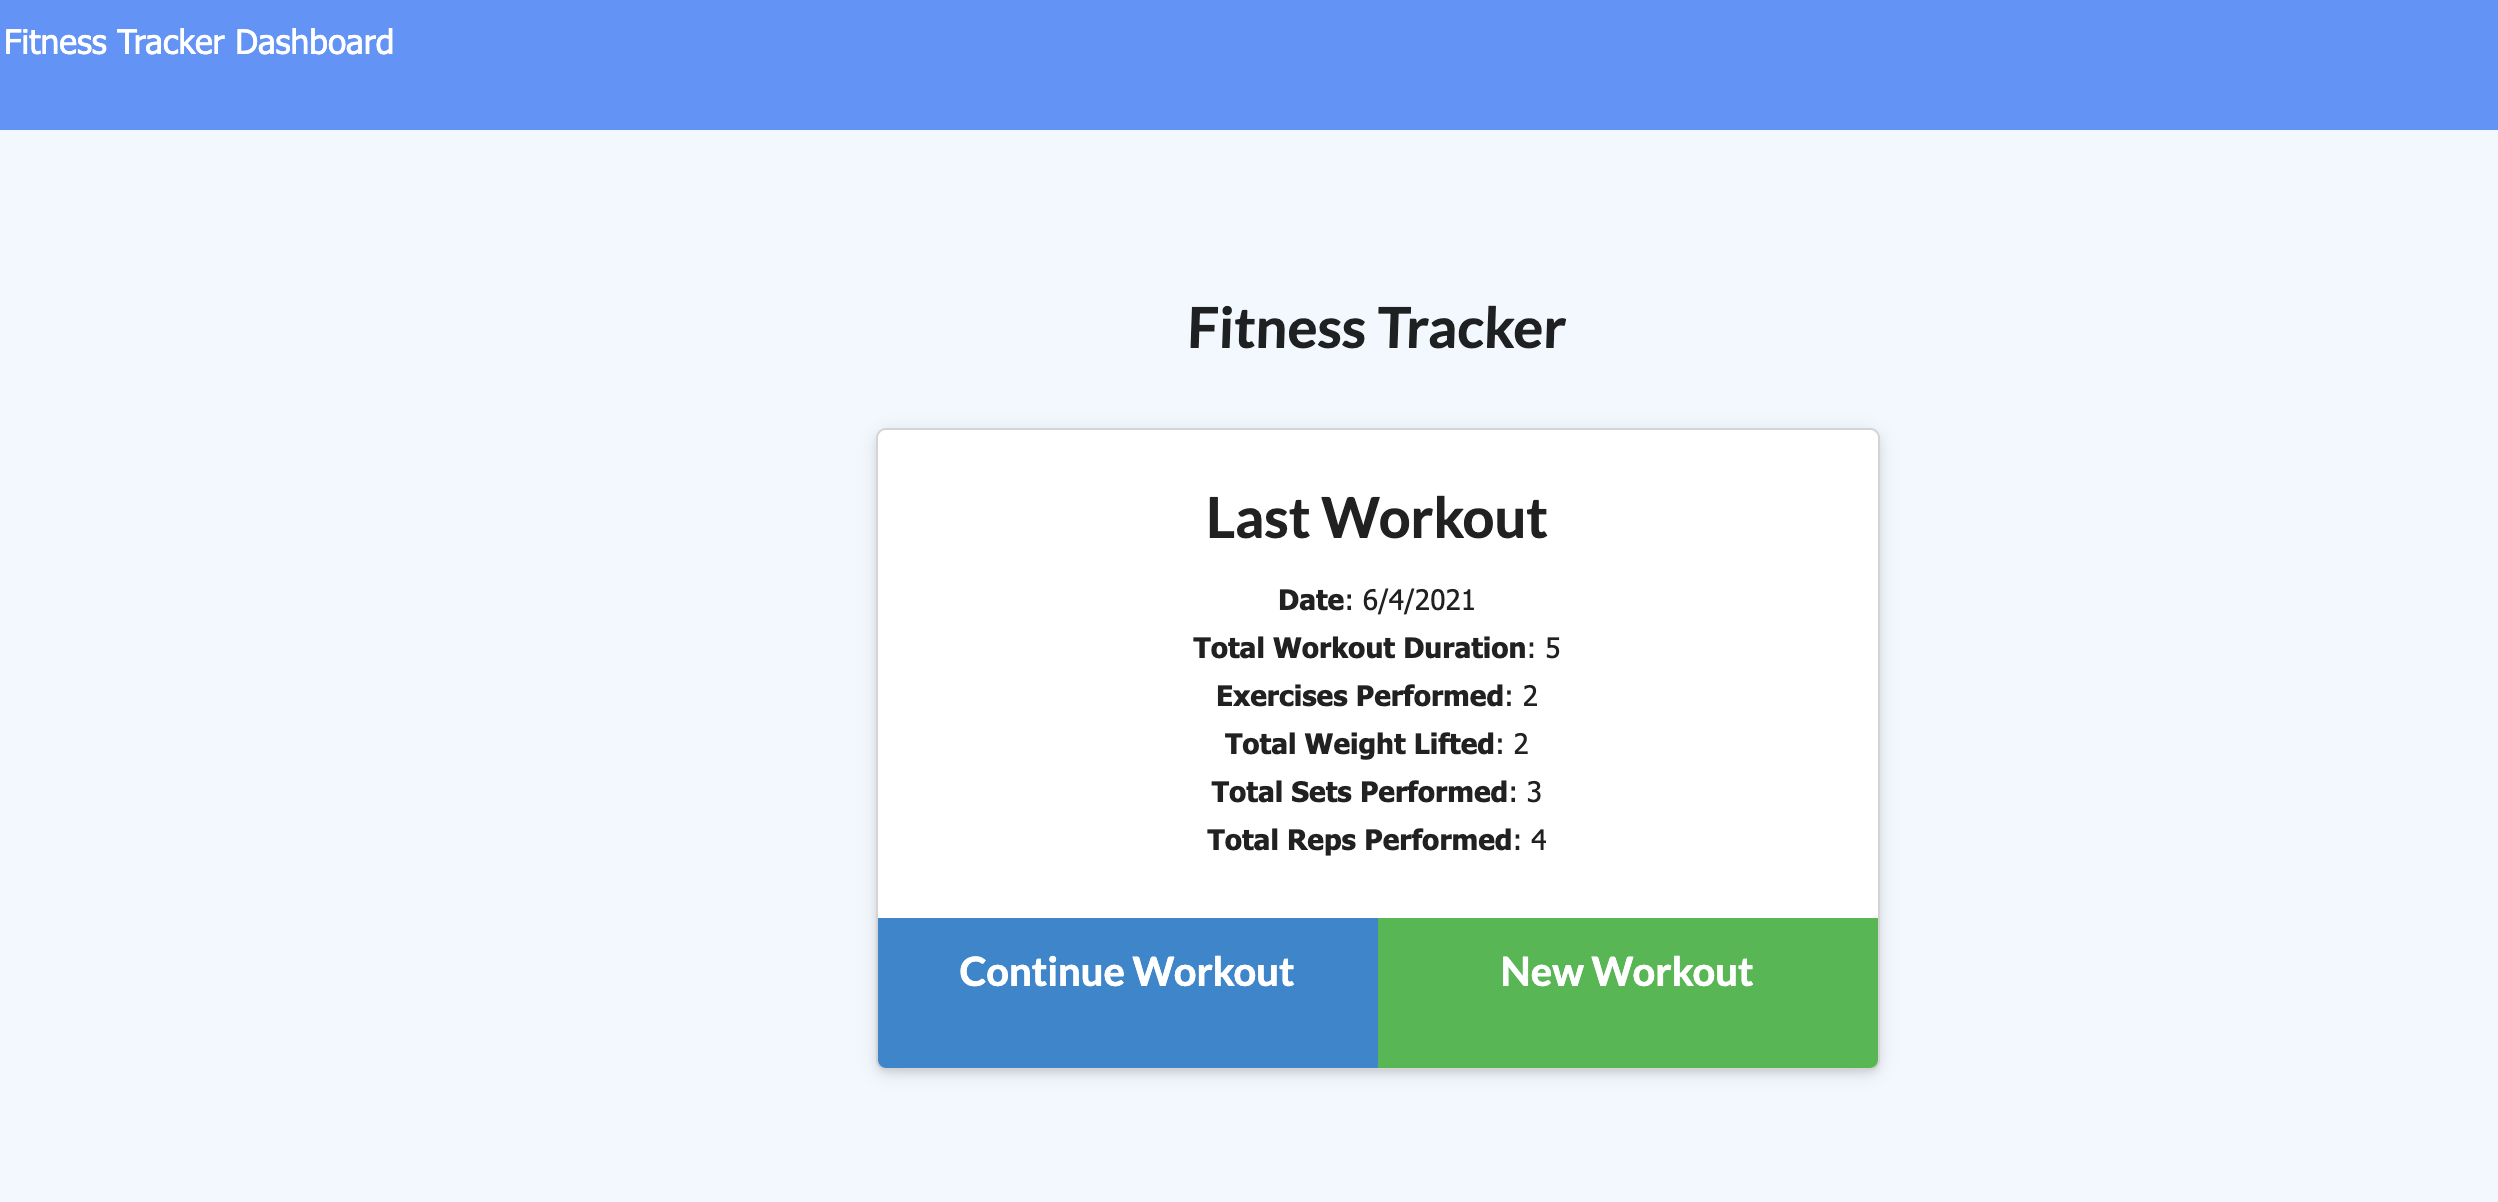 Fitness Tracker Dashboard
Fitness Tracker
Last Workout
Date: 6/4/2021
Total Workout Duration: 5
Exercises Performed: 2
Total Weight Lifted: 2
Total Sets Performed: 3
Total Reps Performed: 4
Continue Workout
New Workout